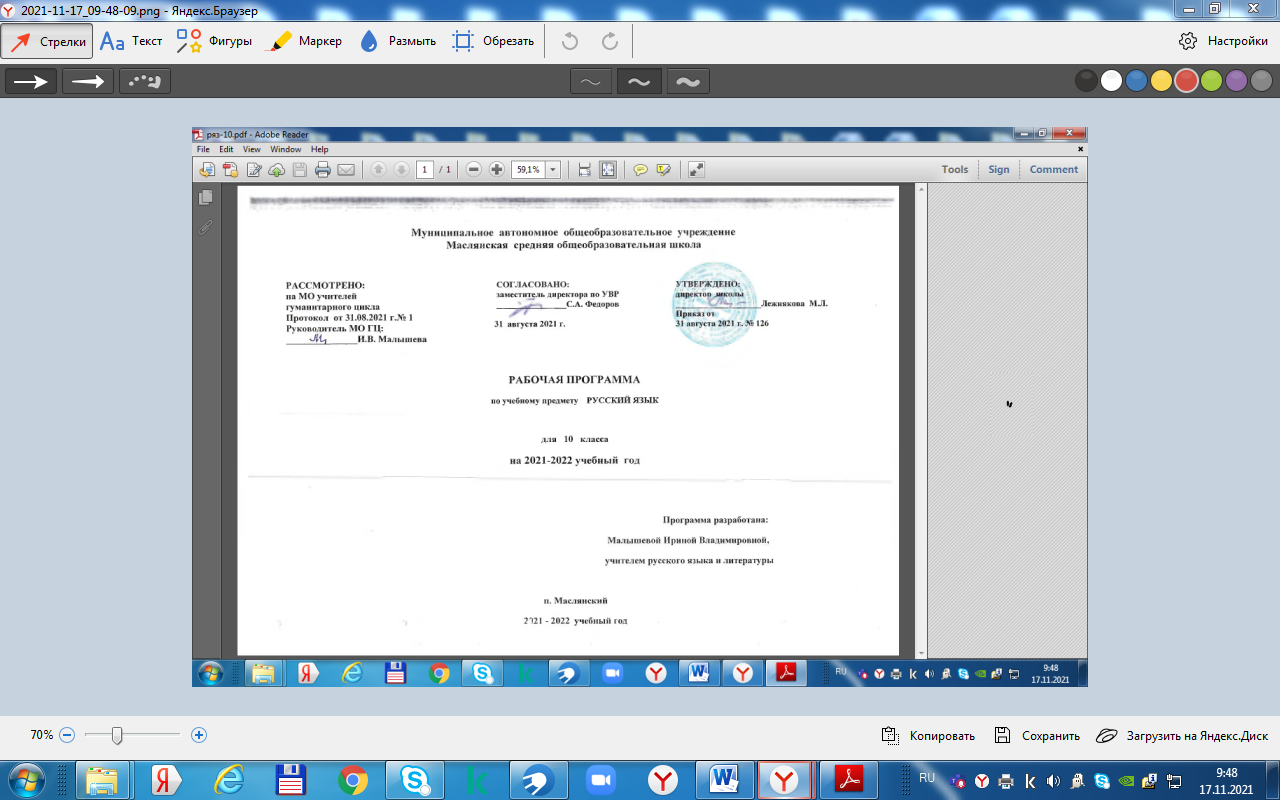 2021-11-17_09-48-09.png - Яндекс.Браузер
Стрелки Текст Фигуры Маркер Размыть Обрезать Настройки
ряз-10.pdf - Adobe Reader
File Edit View Window Help
1 / 1 59,1% Tools Sign Comment
Муниципальное автономное общеобразовательное учреждение
Маслянская средняя общеобразовательная школа
РАССМОТРЕНО:
на МО учителей
гуманитарного цикла
Протокол от 31.08.2021 г.№ 1
Руководитель МО ГЦ:
_______________И.В. Малышева
СОГЛАСОВАНО:
заместитель директора по УВР
_______________С.А. Федоров
31 августа 2021 г.
УТВЕРЖДЕНО:
директор школы
___________________Лежнякова М.Л.
Приказ от
31 августа 2021 г. № 126
РАБОЧАЯ ПРОГРАММА
по учебному предмету РУССКИЙ ЯЗЫК
для 10 класса
на 2021-2022 учебный год
Программа разработана:
Малышевой Ириной Владимировной,
учителем русского языка и литературы
п. Маслянский
2021 - 2022 учебный год
RU 9:48
17.11.2021
70% Копировать Сохранить Загрузить на Яндекс.Диск
RU 9:48
17.11.2021